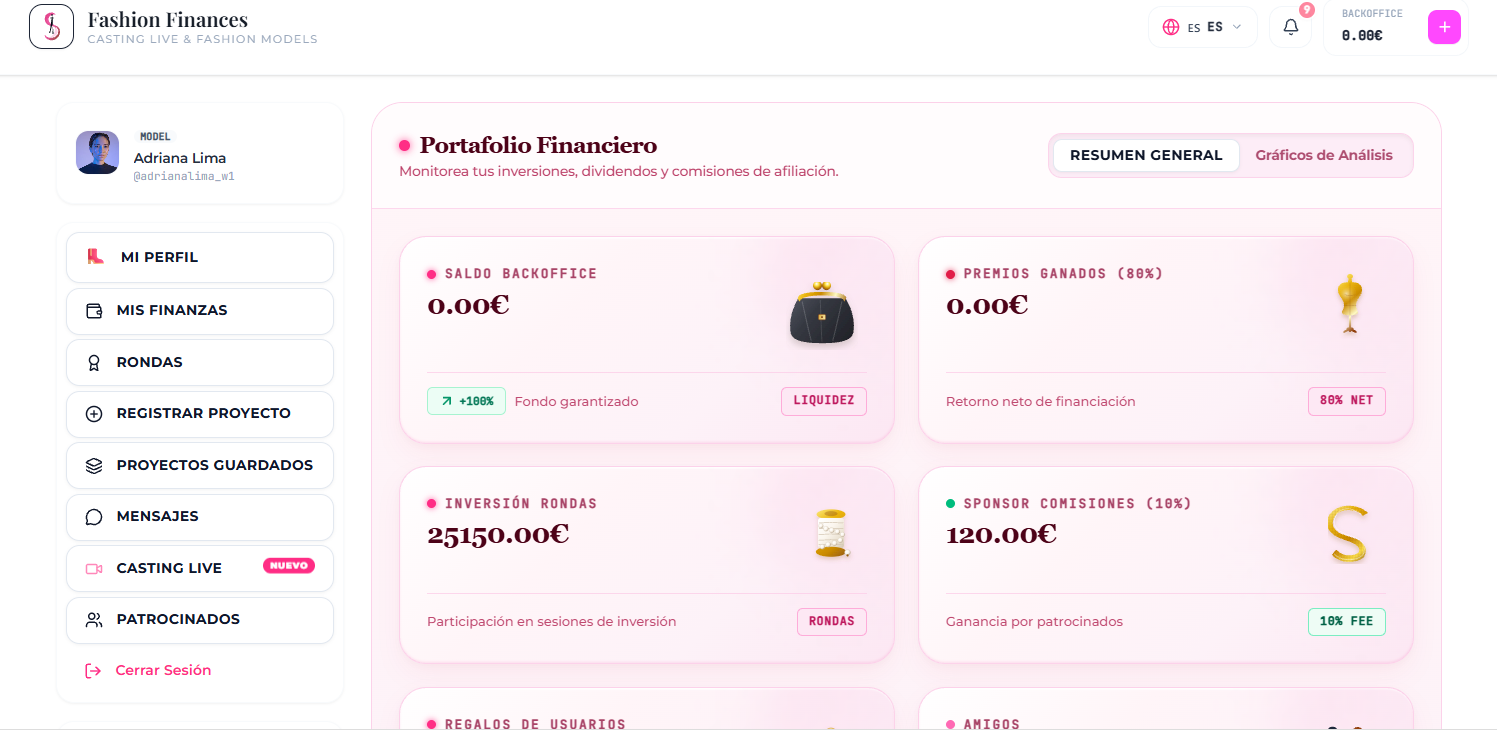 Fashion Finances
CASTING LIVE & FASHION MODELS
ES ES
9
BACKOFFICE
0.00€
+
MODEL
Adriana Lima
@adrianalima_w1
MI PERFIL
MIS FINANZAS
RONDAS
REGISTRAR PROYECTO
PROYECTOS GUARDADOS
MENSAJES
CASTING LIVE NUEVO
PATROCINADOS
Cerrar Sesión
Portafolio Financiero
Monitorea tus inversiones, dividendos y comisiones de afiliación.
RESUMEN GENERAL Gráficos de Análisis
SALDO BACKOFFICE
0.00€
+100% Fondo garantizado LIQUIDEZ
PREMIOS GANADOS (80%)
0.00€
Retorno neto de financiación 80% NET
INVERSIÓN RONDAS
25150.00€
Participación en sesiones de inversión RONDAS
SPONSOR COMISIONES (10%)
120.00€
Ganancia por patrocinados 10% FEE
REGALOS DE USUARIOS
AMIGOS